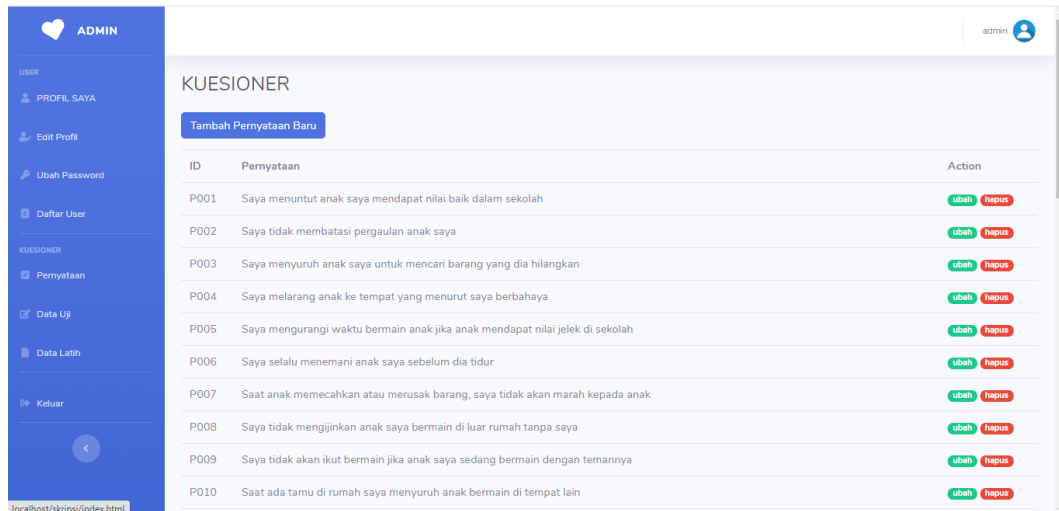 ADMIN
admin
USER
PROFIL SAYA
Edit Profil
Ubah Password
Daftar User
KUESIONER
Pernyataan
Data Uji
Data Latih
Keluar
KUESIONER
Tambah Pernyataan Baru
ID Pernyataan Action
P001 Saya menuntut anak saya mendapat nilai baik dalam sekolah ubah hapus
P002 Saya tidak membatasi pergaulan anak saya ubah hapus
P003 Saya menyuruh anak saya untuk mencari barang yang dia hilangkan ubah hapus
P004 Saya melarang anak ke tempat yang menurut saya berbahaya ubah hapus
P005 Saya mengurangi waktu bermain anak jika anak mendapat nilai jelek di sekolah ubah hapus
P006 Saya selalu menemani anak saya sebelum dia tidur ubah hapus
P007 Saat anak memecahkan atau merusak barang, saya tidak akan marah kepada anak ubah hapus
P008 Saya tidak mengijinkan anak saya bermain di luar rumah tanpa saya ubah hapus
P009 Saya tidak akan ikut bermain jika anak saya sedang bermain dengan temannya ubah hapus
P010 Saat ada tamu di rumah saya menyuruh anak bermain di tempat lain ubah hapus
localhost/skripsi/index.html